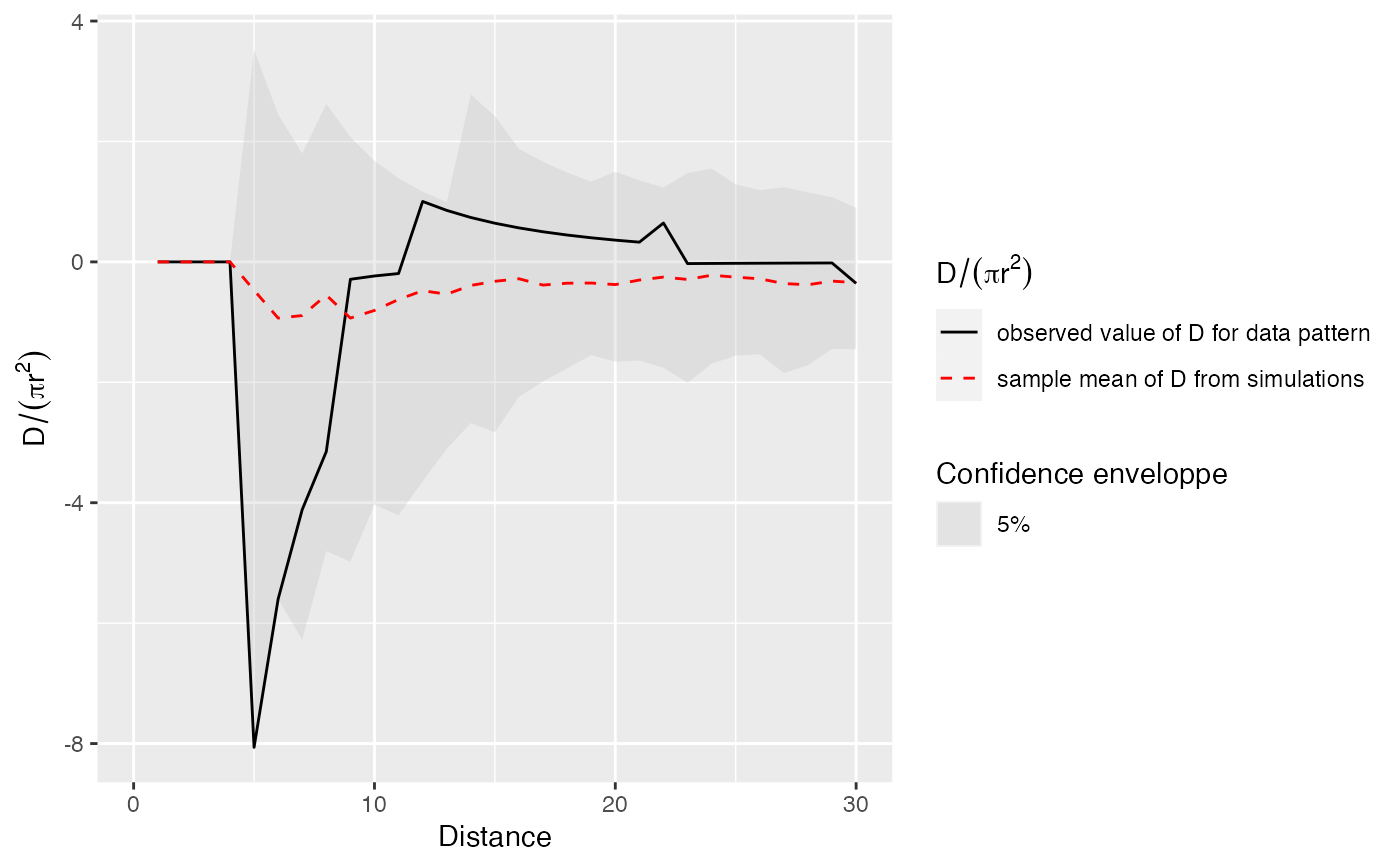 4
0
-4
-8
D/(πr²)
0
10
20
30
Distance
D/(πr²)
observed value of D for data pattern
sample mean of D from simulations
Confidence enveloppe
5%